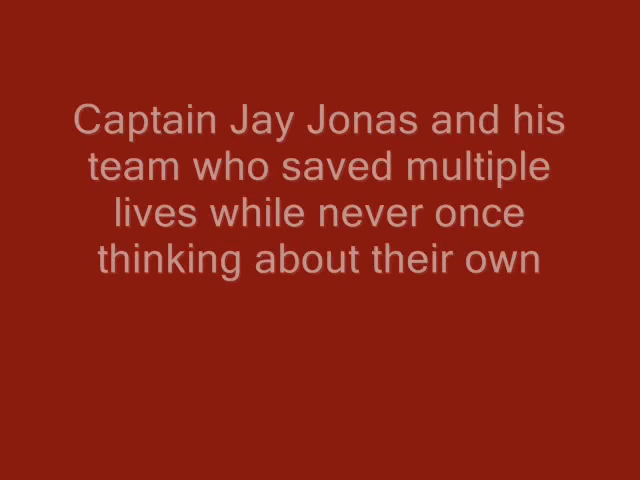 Captain Jay Jonas and his
team who saved multiple
lives while never once
thinking about their own